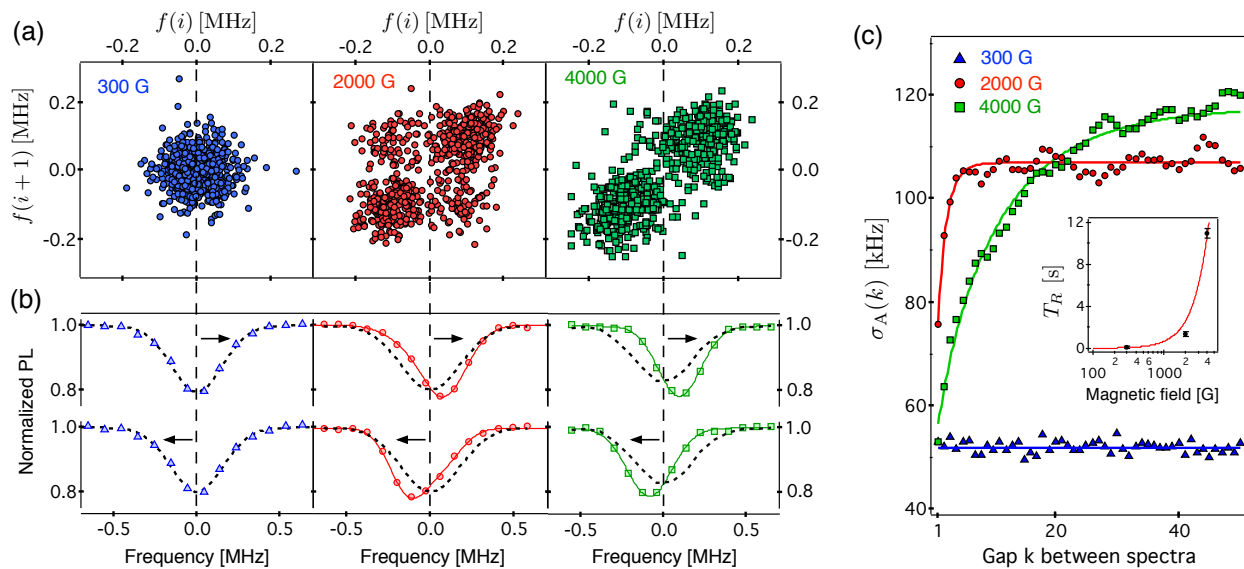 (a)
f(i) [MHz]
f(i) [MHz]
f(i) [MHz]
-0.2 0.0 0.2
-0.2 0.0 0.2
-0.2 0.0 0.2
f(i + 1) [MHz]
0.2
0.0
-0.2
300 G
2000 G
4000 G
0.2
0.0
-0.2
(b)
Normalized PL
1.0
0.8
1.0
0.8
1.0
0.8
1.0
0.8
-0.5 0.0 0.5
-0.5 0.0 0.5
-0.5 0.0 0.5
Frequency [MHz]
Frequency [MHz]
Frequency [MHz]
(c)
300 G
2000 G
4000 G
σA(k) [kHz]
120
100
80
60
40
1 20 40
Gap k between spectra
TR [s]
12
8
4
0
100 2 4 6 1000 2 4
Magnetic field [G]